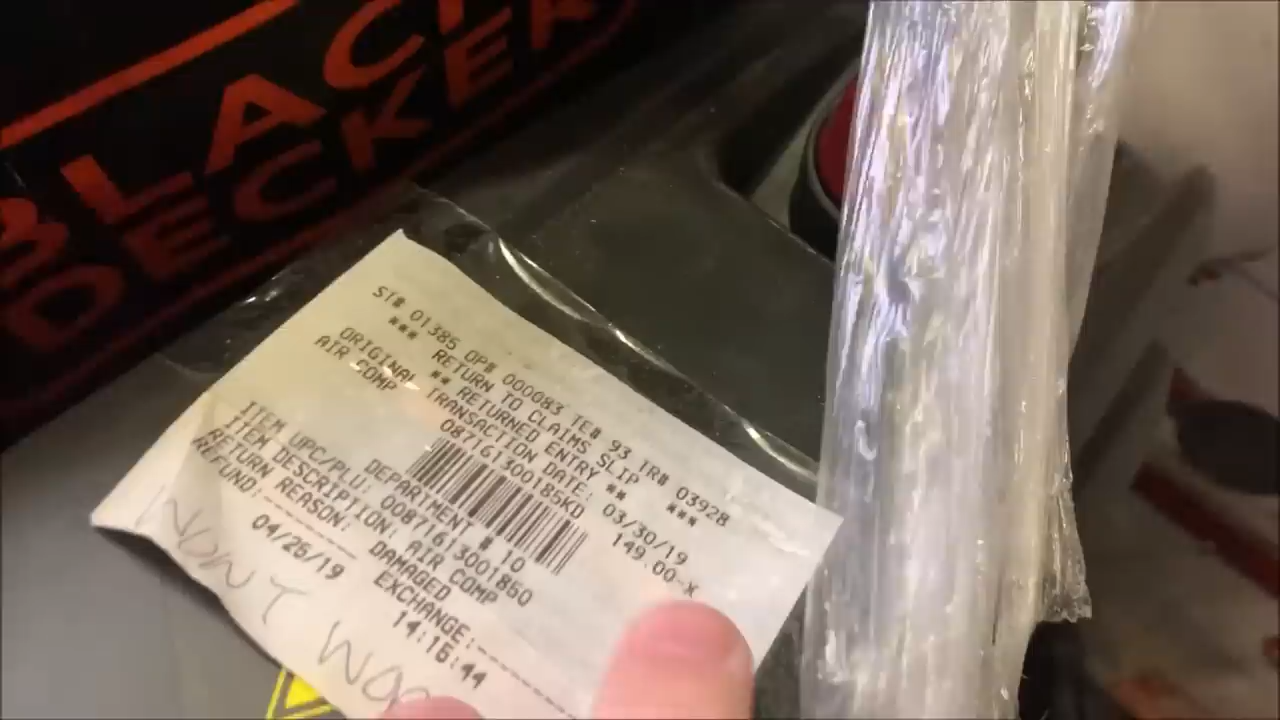 BLACK
DECKER
ST# 01385 OP# 000083 TE# 93 TR# 03928
*** RETURN TO CLAIMS SLIP ***
** RETURNED ENTRY **
ORIGINAL TRANSACTION DATE: 03/30/19
AIR COMP 087161300185KD 149.00-X
DEPARTMENT # 10
ITEM UPC/PLU: 00871613001850
ITEM DESCRIPTION: AIR COMP
RETURN REASON: DAMAGED
REFUND:__________ EXCHANGE:__________
04/25/19 14:15:44
WONT